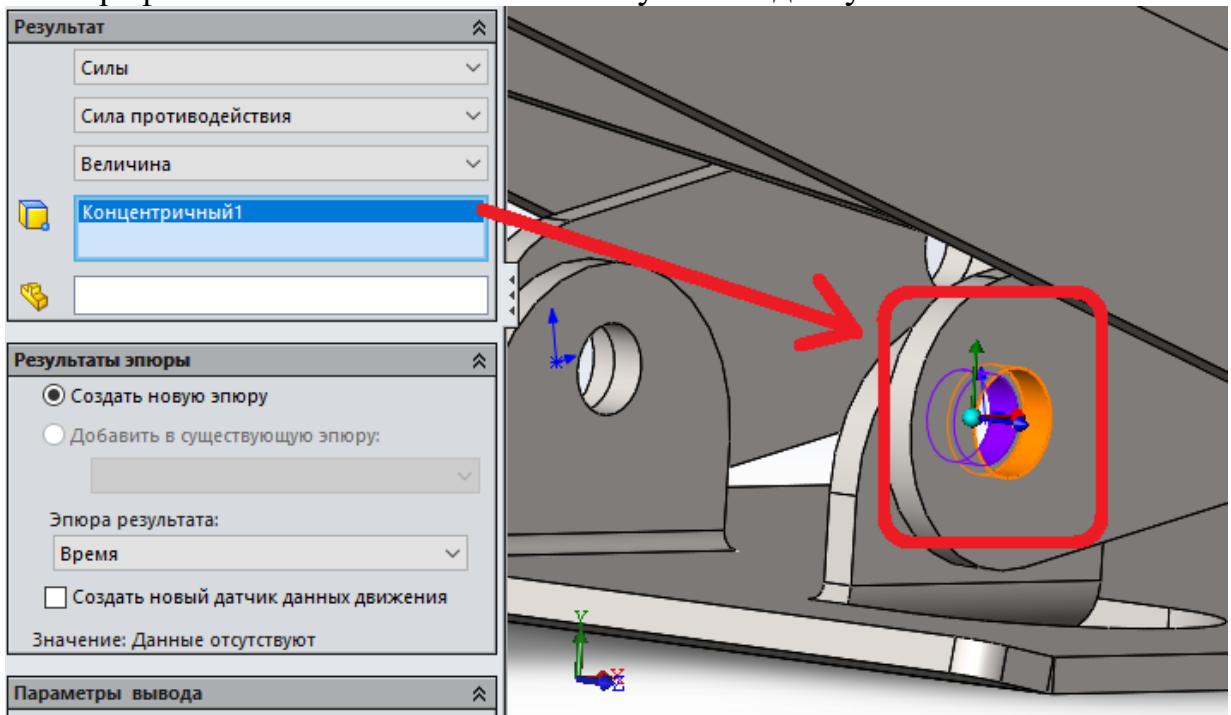 Результат
Силы
Сила противодействия
Величина
Концентричный1
Результаты эпюры
Создать новую эпюру
Добавить в существующую эпюру:
Эпюра результата:
Время
Создать новый датчик данных движения
Значение: Данные отсутствуют
Параметры вывода
Y
X
Z